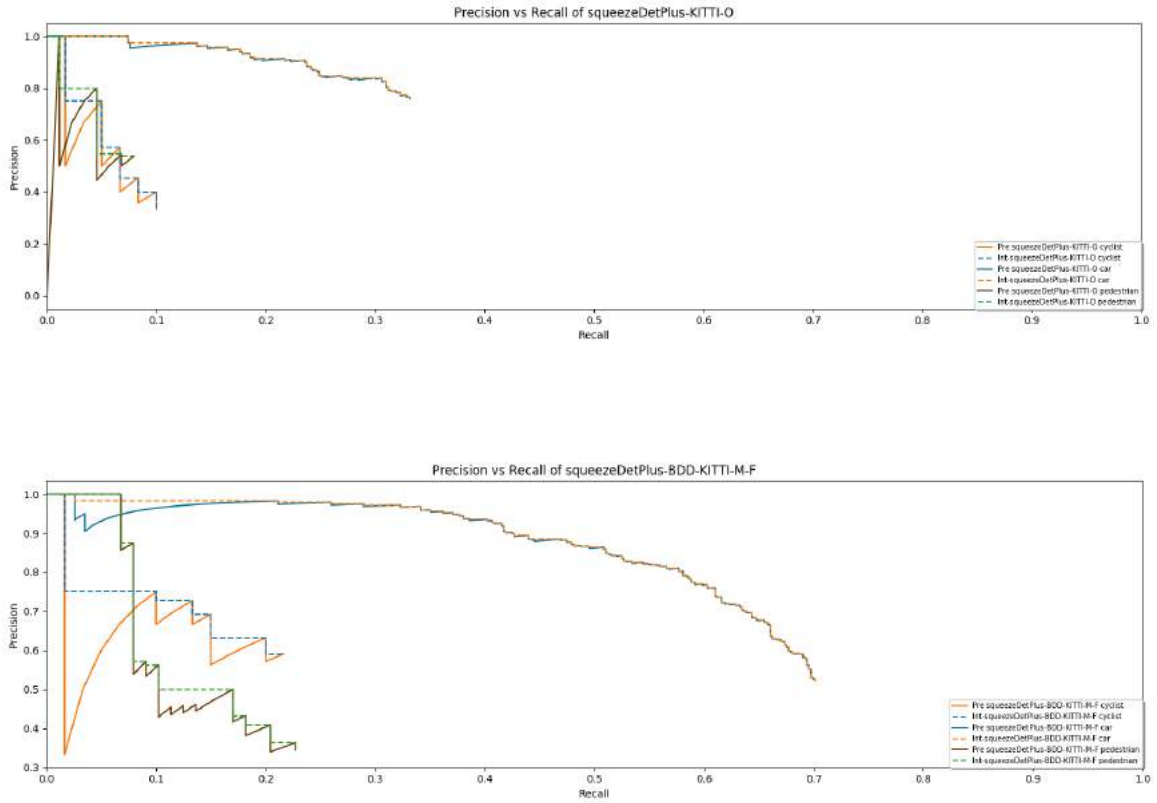 Precision vs Recall of squeezeDetPlus-KITTI-O
1.0
0.8
0.6
0.4
0.2
0.0
Precision
0.0 0.1 0.2 0.3 0.4 0.5 0.6 0.7 0.8 0.9 1.0
Recall
Pre squeezeDetPlus-KITTI-O cyclist
Int-squeezeDetPlus-KITTI-O cyclist
Pre squeezeDetPlus-KITTI-O car
Int-squeezeDetPlus-KITTI-O car
Pre squeezeDetPlus-KITTI-O pedestrian
Int-squeezeDetPlus-KITTI-O pedestrian
Precision vs Recall of squeezeDetPlus-BDD-KITTI-M-F
1.0
0.9
0.8
0.7
0.6
0.5
0.4
0.3
Precision
0.0 0.1 0.2 0.3 0.4 0.5 0.6 0.7 0.8 0.9 1.0
Recall
Pre squeezeDetPlus-BDD-KITTI-M-F cyclist
Int-squeezeDetPlus-BDD-KITTI-M-F cyclist
Pre squeezeDetPlus-BDD-KITTI-M-F car
Int-squeezeDetPlus-BDD-KITTI-M-F car
Pre squeezeDetPlus-BDD-KITTI-M-F pedestrian
Int-squeezeDetPlus-BDD-KITTI-M-F pedestrian